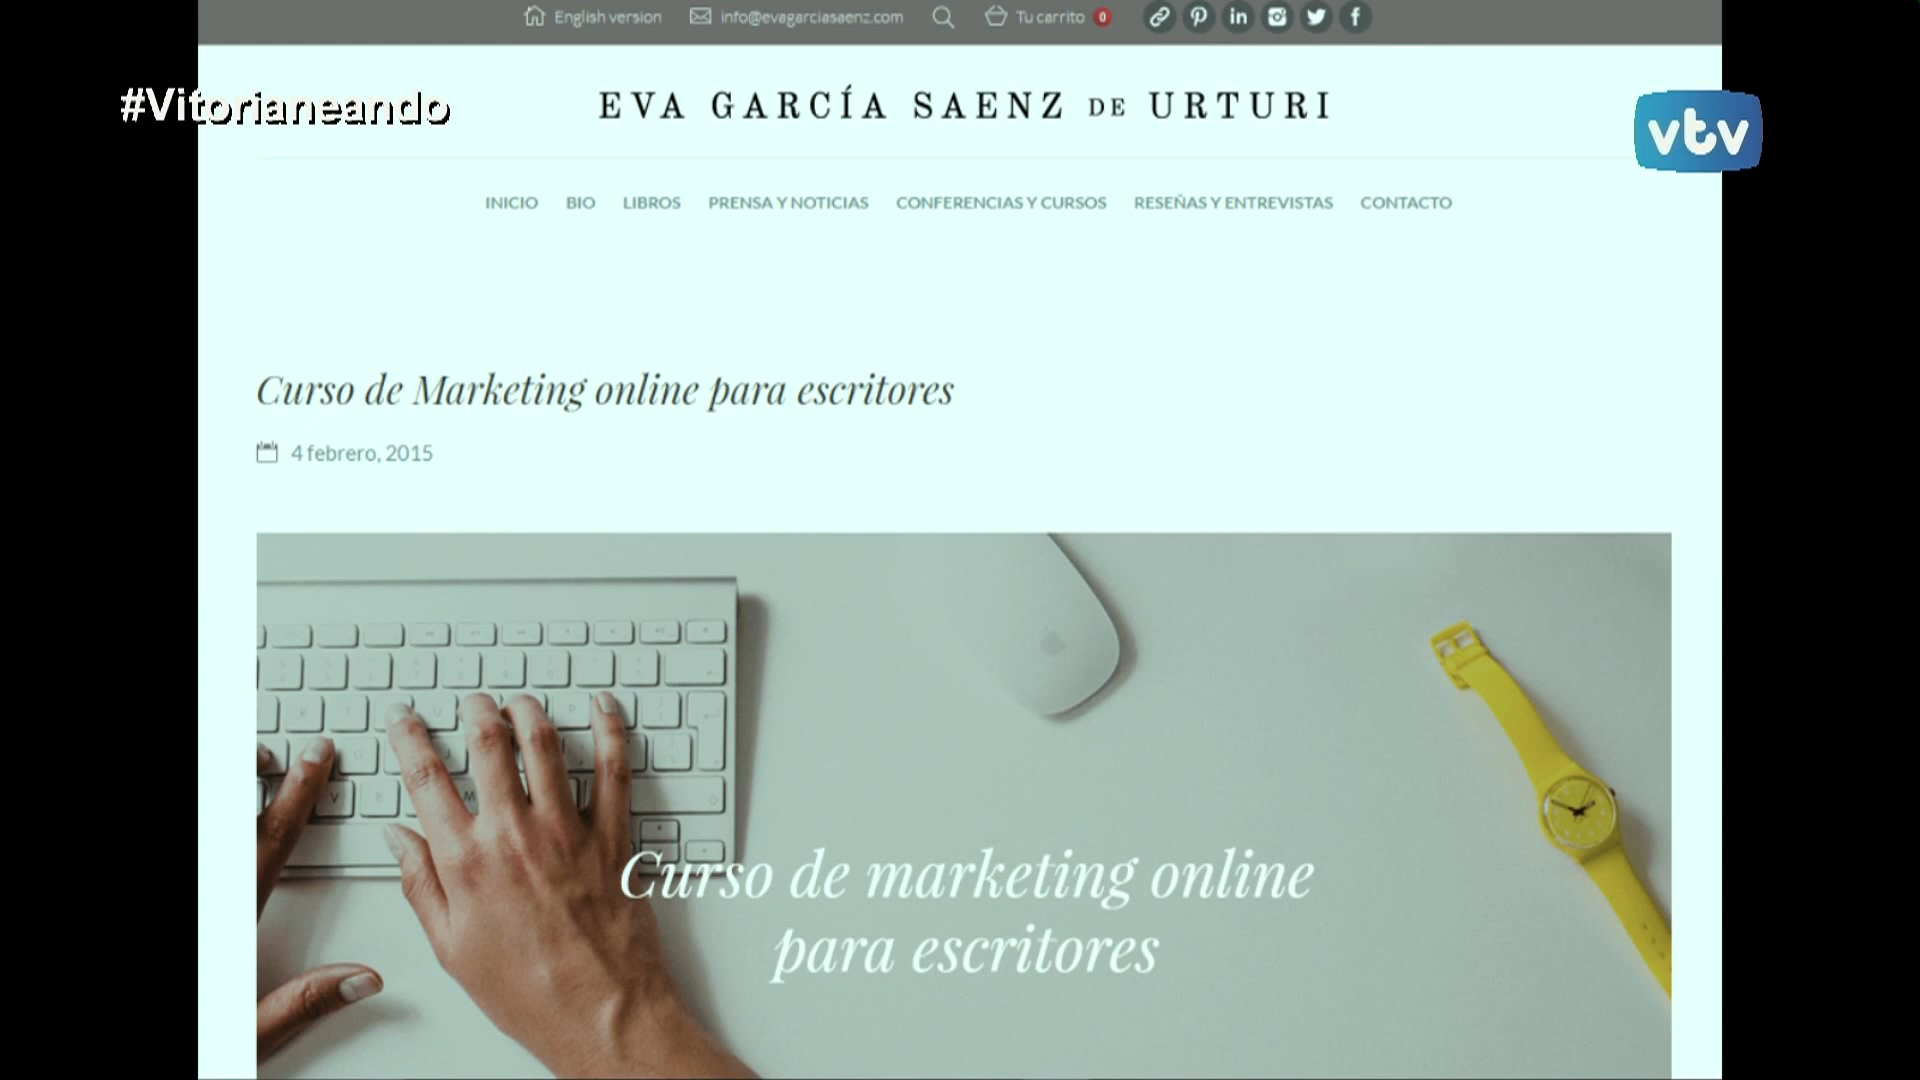 English version info@evagarciasaenz.com Tu carrito 0
#Vitorianeando
EVA GARCÍA SAENZ DE URTURI
vtv
INICIO BIO LIBROS PRENSA Y NOTICIAS CONFERENCIAS Y CURSOS RESEÑAS Y ENTREVISTAS CONTACTO
Curso de Marketing online para escritores
4 febrero, 2015
Curso de marketing online
para escritores